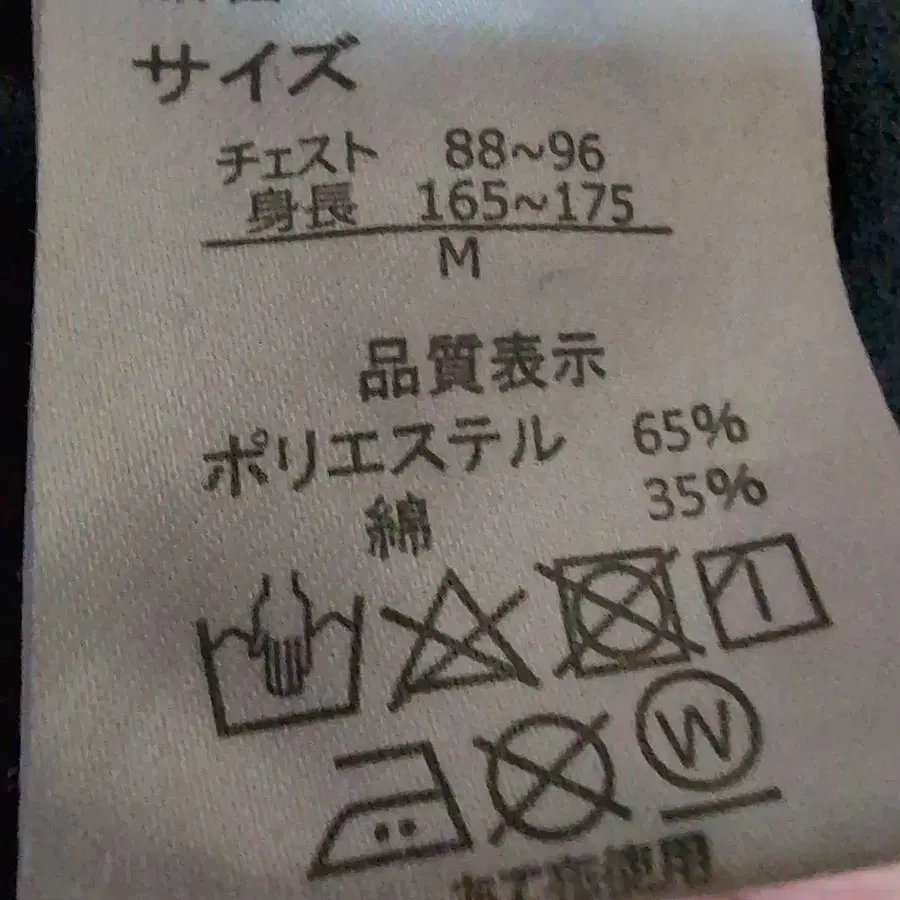 サイズ
チェスト 88~96
身長 165~175
M
品質表示
ポリエステル 65%
綿 35%
W